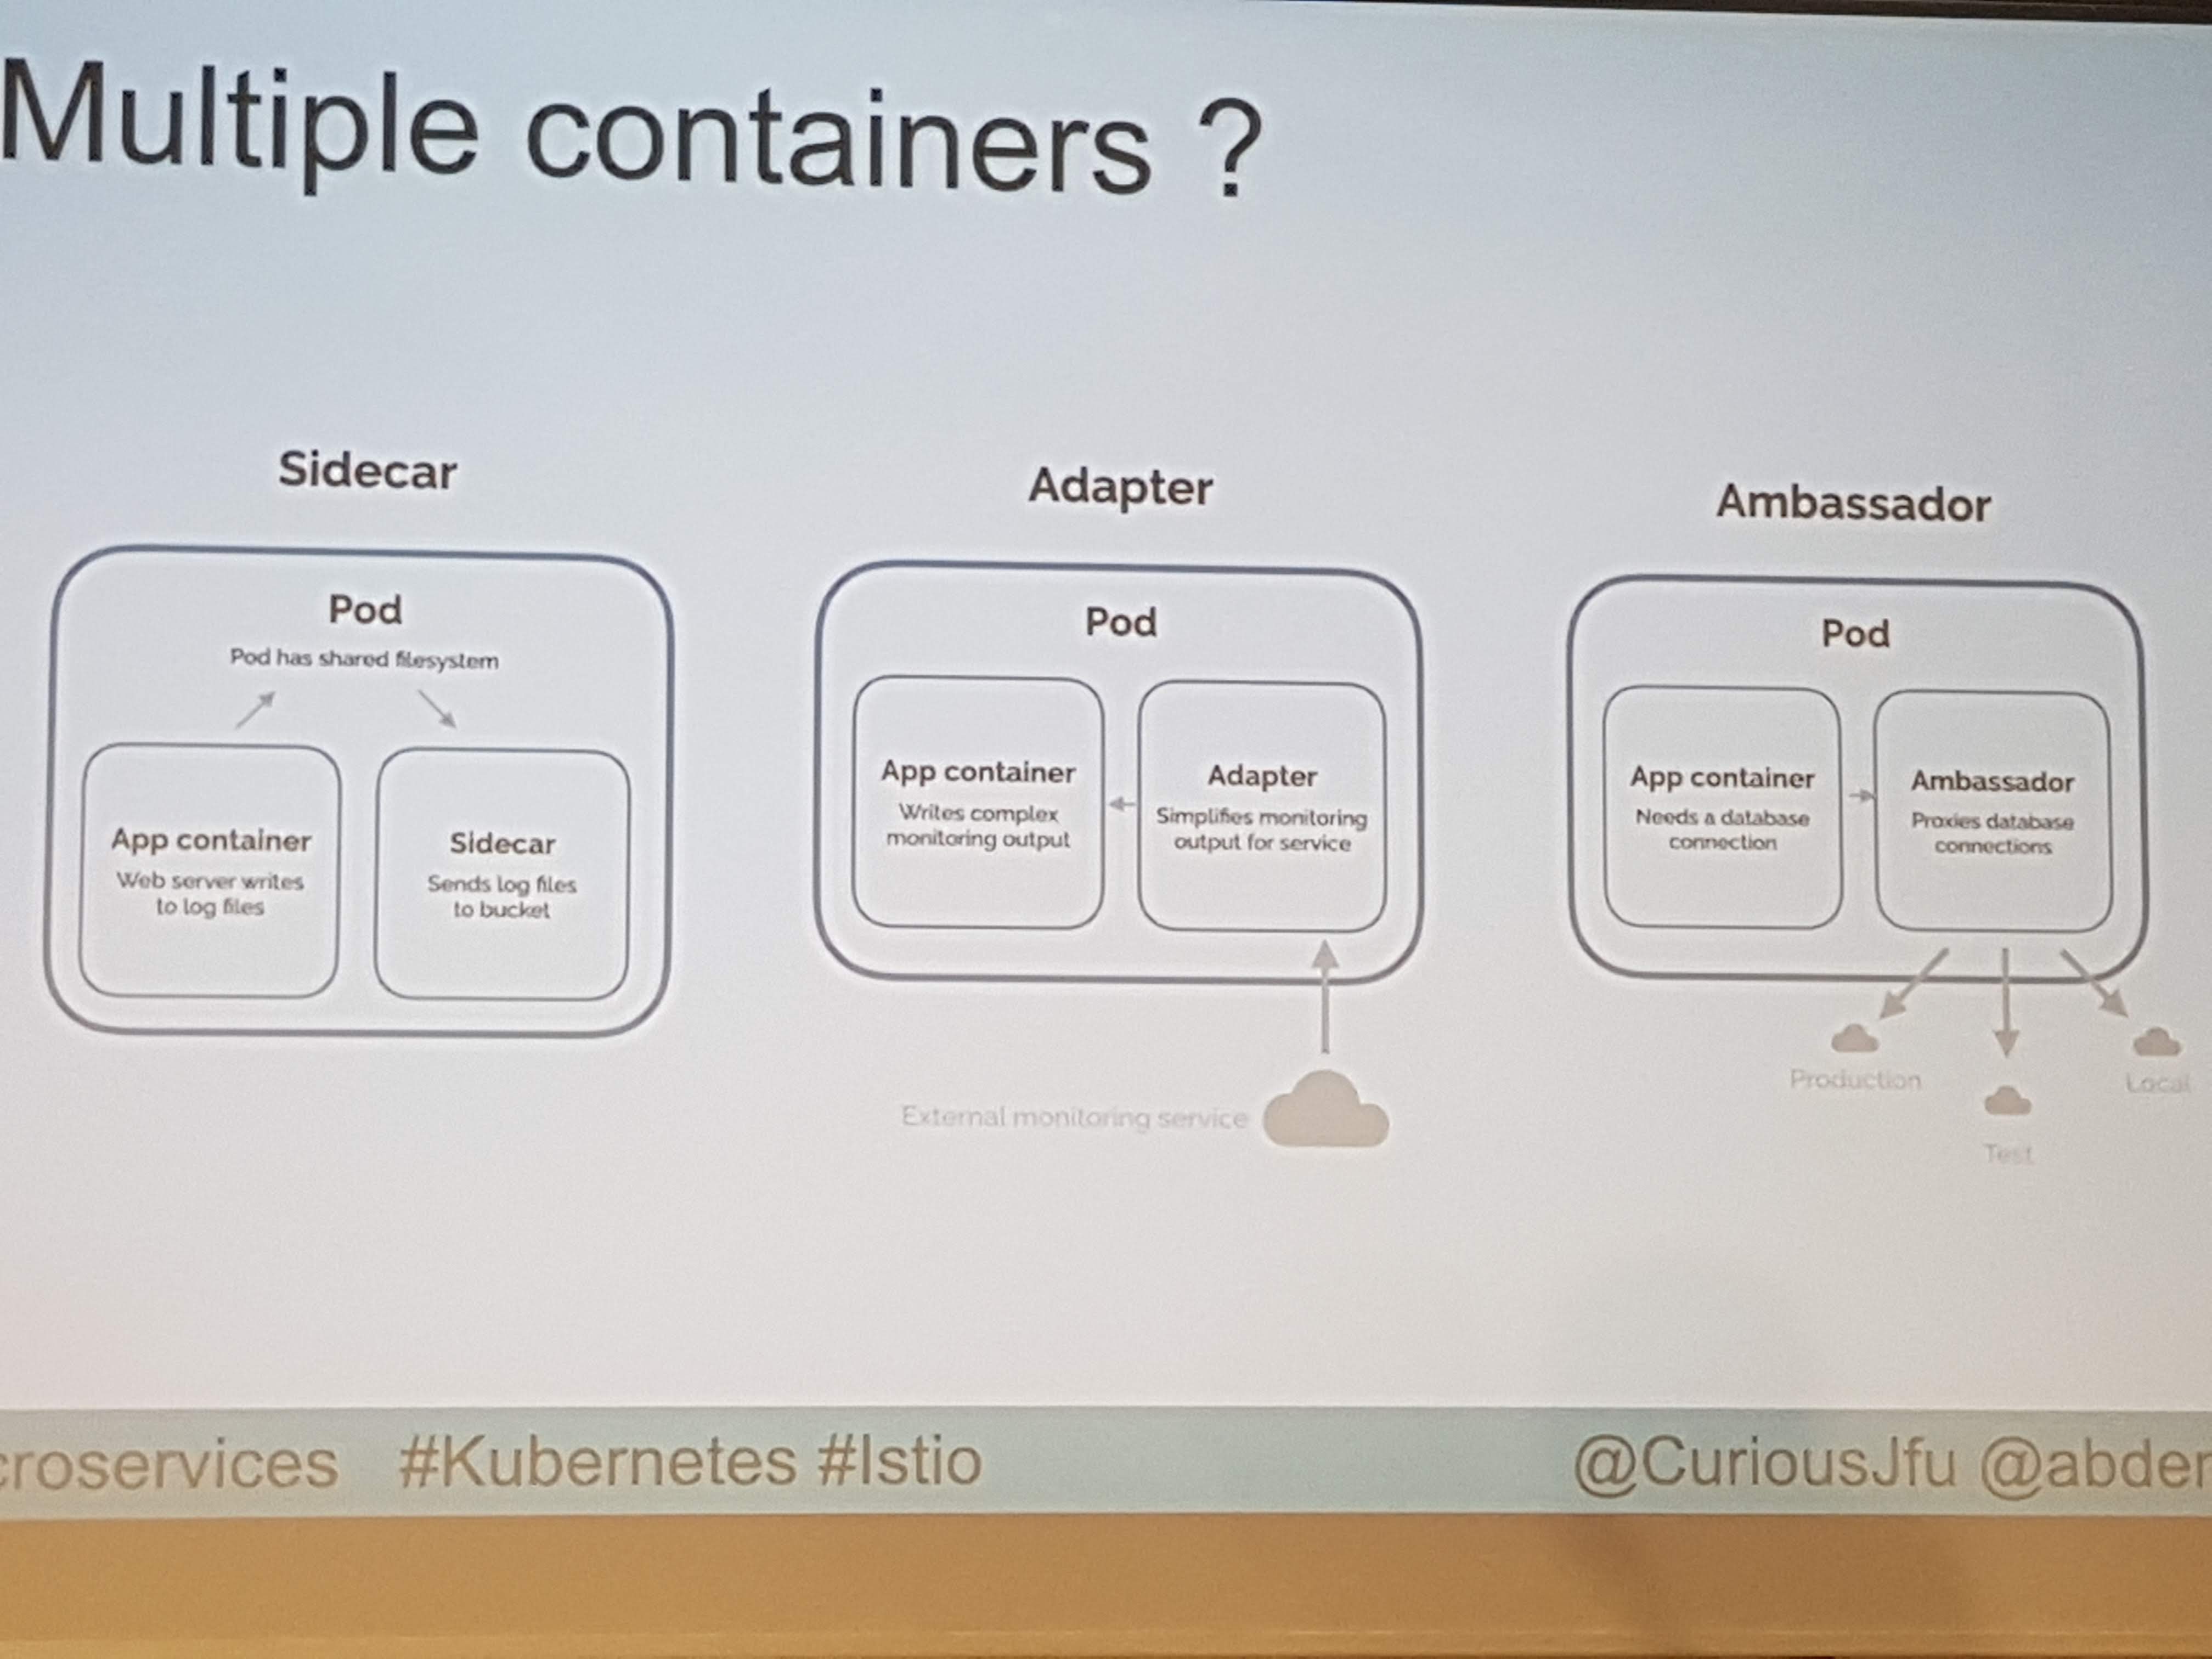 Multiple containers ?
Sidecar
Pod
Pod has shared filesystem
App container
Web server writes
to log files
Sidecar
Sends log files
to bucket
Adapter
Pod
App container
Writes complex
monitoring output
Adapter
Simplifies monitoring
output for service
External monitoring service
Ambassador
Pod
App container
Needs a database
connection
Ambassador
Proxies database
connections
Production
Test
Local
croservices #Kubernetes #Istio
@CuriousJfu @abder